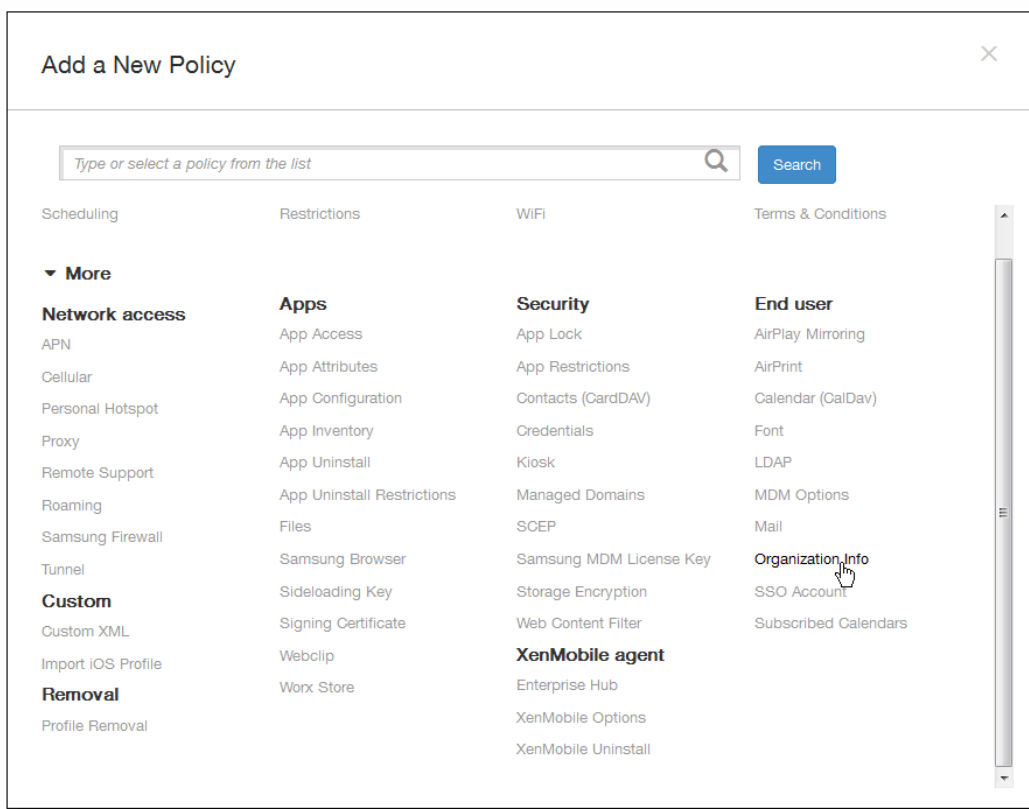 Add a New Policy
Type or select a policy from the list
Search
Scheduling
Restrictions
WiFi
Terms & Conditions
More
Network access
APN
Cellular
Personal Hotspot
Proxy
Remote Support
Roaming
Samsung Firewall
Tunnel
Custom
Custom XML
Import iOS Profile
Removal
Profile Removal
Apps
App Access
App Attributes
App Configuration
App Inventory
App Uninstall
App Uninstall Restrictions
Files
Samsung Browser
Sideloading Key
Signing Certificate
Webclip
Worx Store
Security
App Lock
App Restrictions
Contacts (CardDAV)
Credentials
Kiosk
Managed Domains
SCEP
Samsung MDM License Key
Storage Encryption
Web Content Filter
XenMobile agent
Enterprise Hub
XenMobile Options
XenMobile Uninstall
End user
AirPlay Mirroring
AirPrint
Calendar (CalDav)
Font
LDAP
MDM Options
Mail
Organization Info
SSO Account
Subscribed Calendars